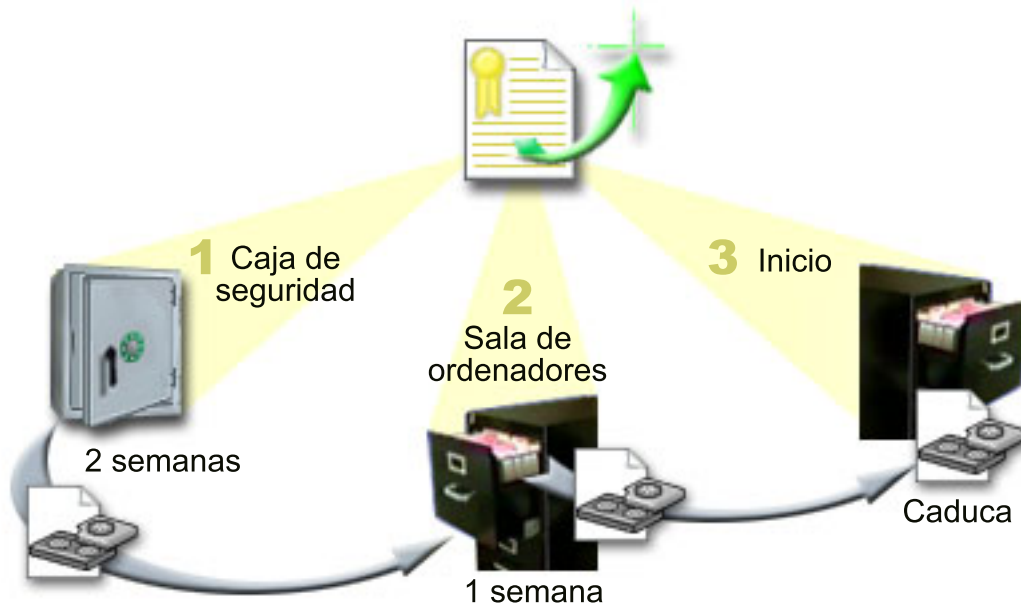 1 Caja de
seguridad
2
Sala de
ordenadores
3 Inicio
2 semanas
1 semana
Caduca